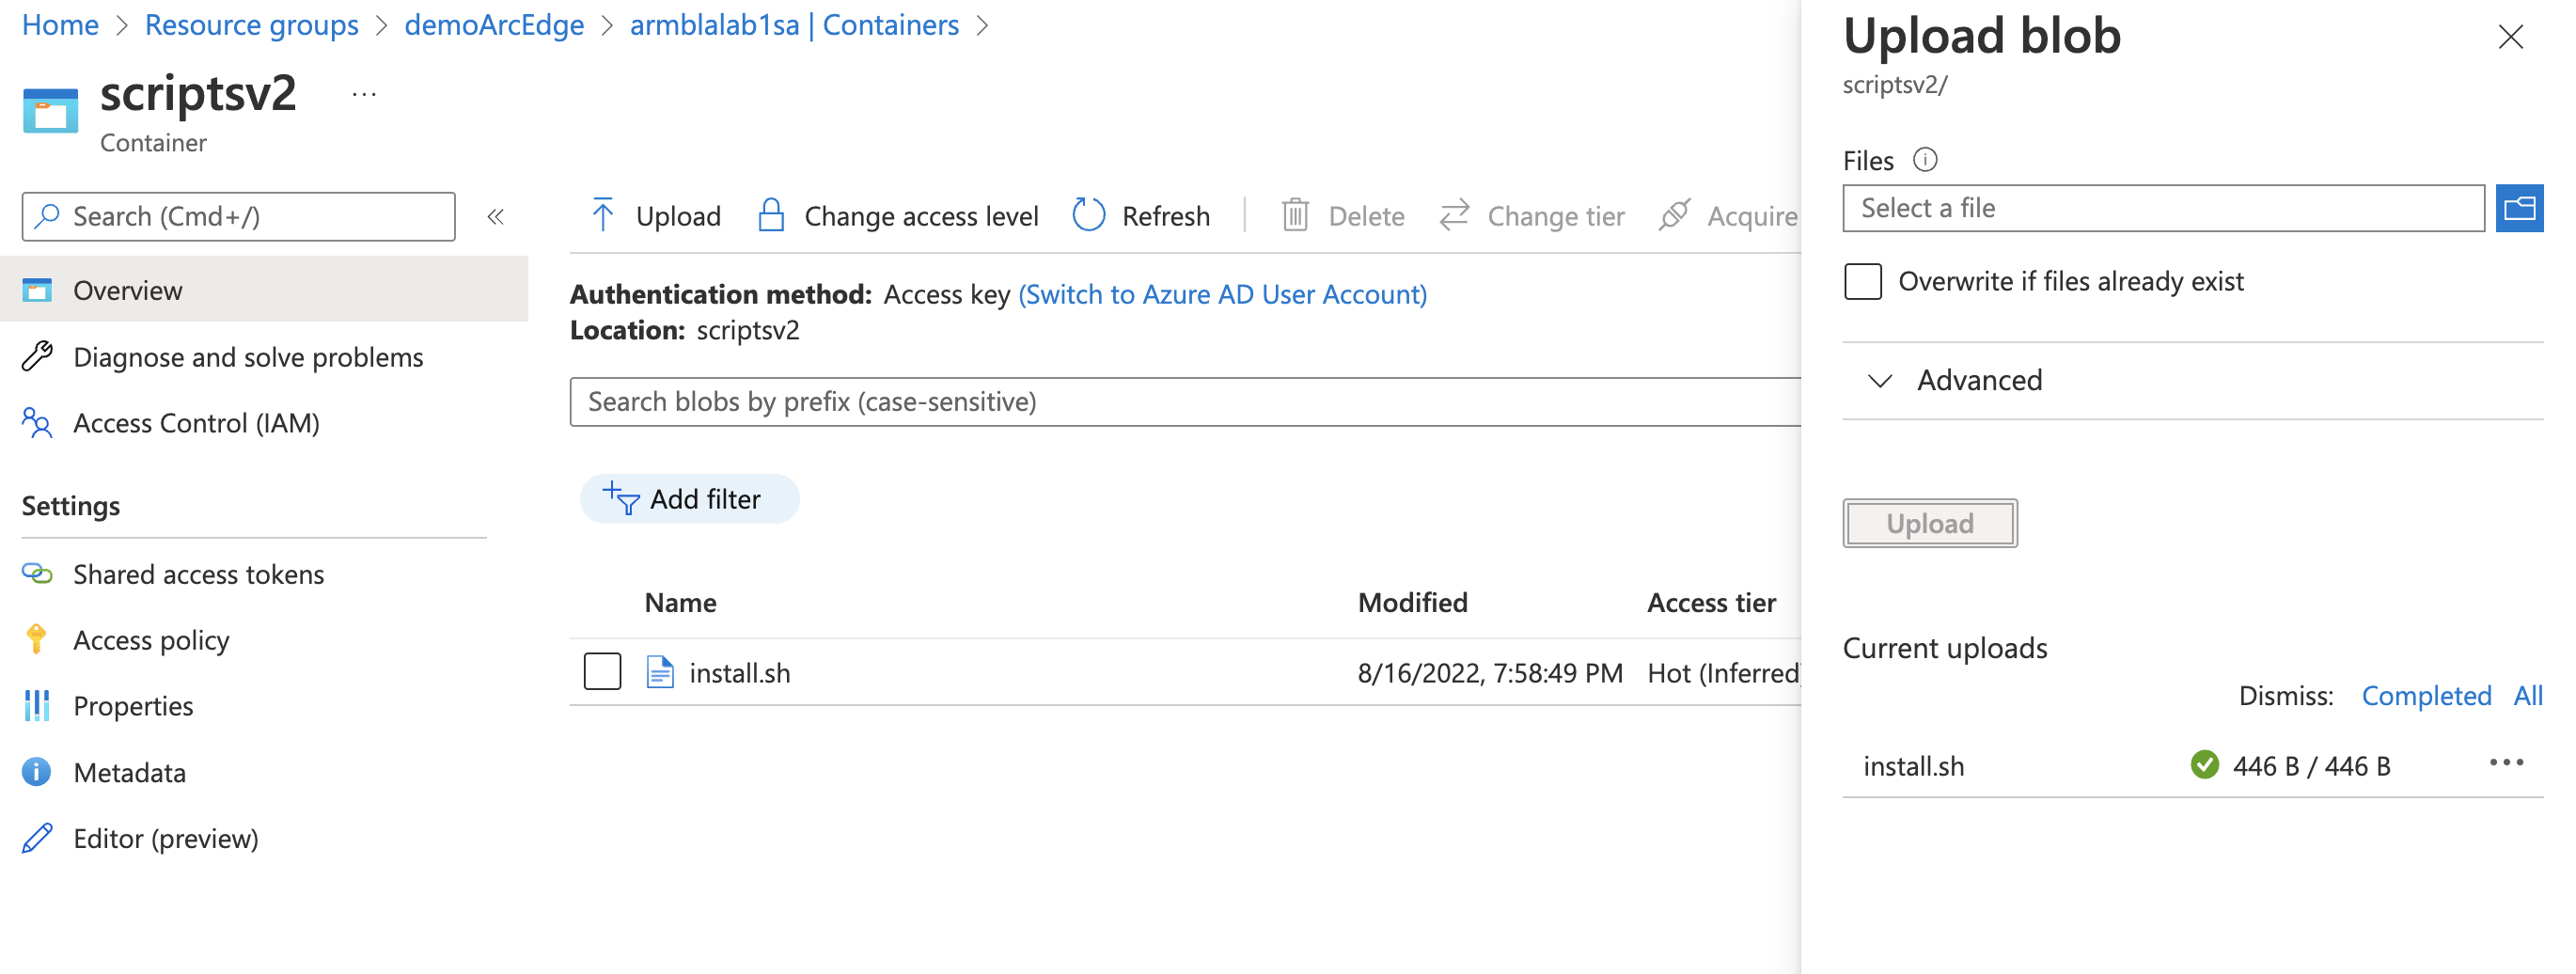 Home > Resource groups > demoArcEdge > armblalab1sa | Containers >
scriptsv2 ...
Container
Search (Cmd+/) «
Overview
Diagnose and solve problems
Access Control (IAM)
Settings
Shared access tokens
Access policy
Properties
Metadata
Editor (preview)
Upload Change access level Refresh | Delete Change tier Acquire
Authentication method: Access key (Switch to Azure AD User Account)
Location: scriptsv2
Search blobs by prefix (case-sensitive)
Add filter
Name Modified Access tier
install.sh 8/16/2022, 7:58:49 PM Hot (Inferred)
Upload blob
scriptsv2/
Files
Select a file
Overwrite if files already exist
Advanced
Upload
Current uploads
Dismiss: Completed All
install.sh 446 B / 446 B ...